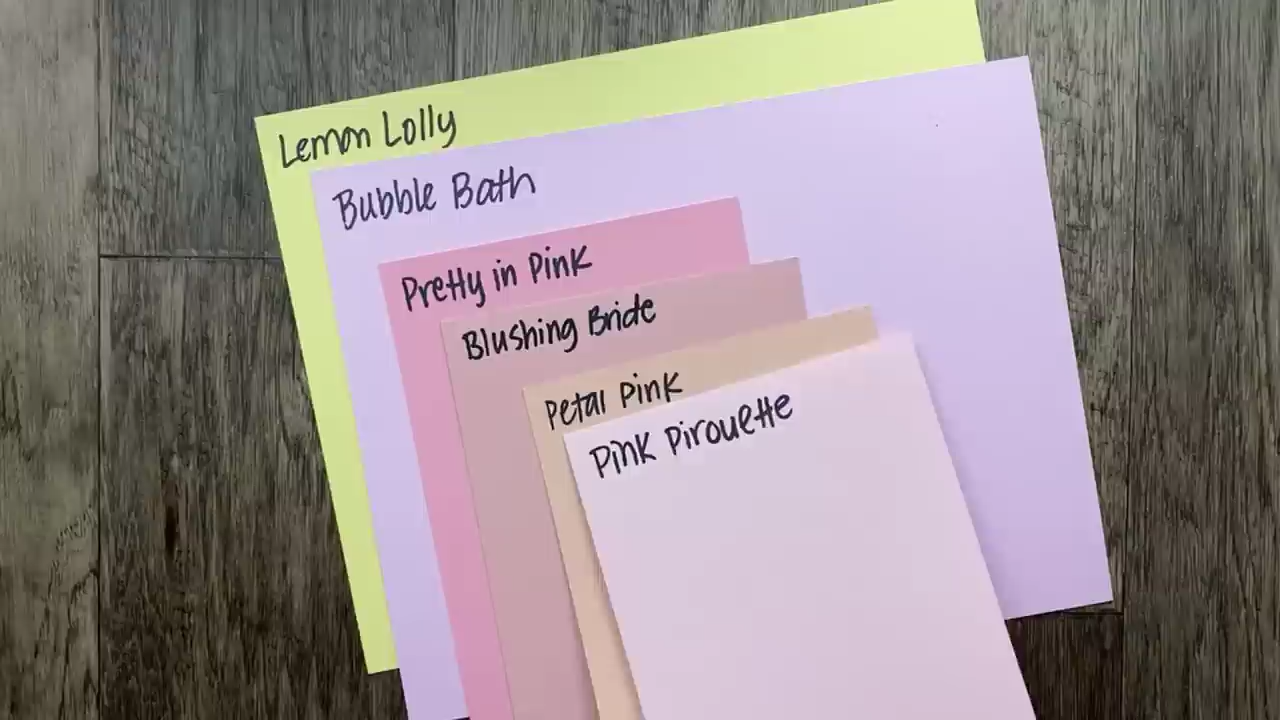 Lemon Lolly
Bubble Bath
Pretty in Pink
Blushing Bride
Petal Pink
Pink Pirouette